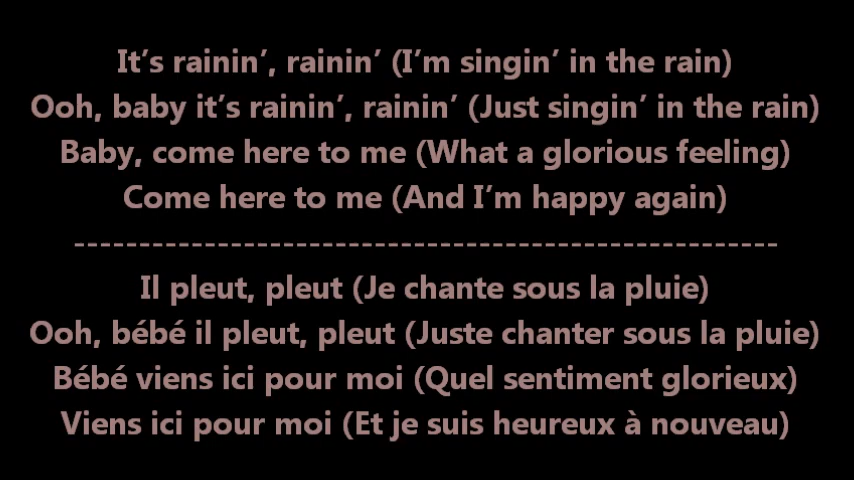 It’s rainin’, rainin’ (I’m singin’ in the rain)
Ooh, baby it’s rainin’, rainin’ (Just singin’ in the rain)
Baby, come here to me (What a glorious feeling)
Come here to me (And I’m happy again)
------------------------------------------------------
Il pleut, pleut (Je chante sous la pluie)
Ooh, bébé il pleut, pleut (Juste chanter sous la pluie)
Bébé viens ici pour moi (Quel sentiment glorieux)
Viens ici pour moi (Et je suis heureux à nouveau)